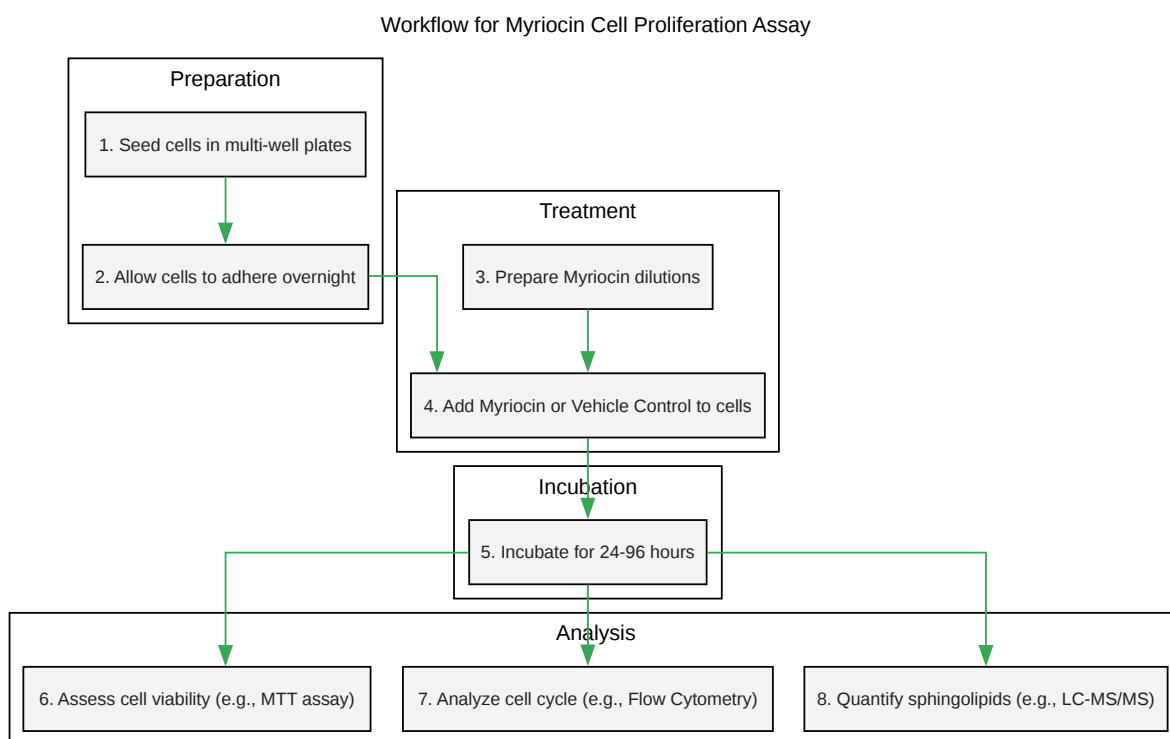 Workflow for Myriocin Cell Proliferation Assay
Preparation
1. Seed cells in multi-well plates
2. Allow cells to adhere overnight
Treatment
3. Prepare Myriocin dilutions
4. Add Myriocin or Vehicle Control to cells
Incubation
5. Incubate for 24-96 hours
Analysis
6. Assess cell viability (e.g., MTT assay)
7. Analyze cell cycle (e.g., Flow Cytometry)
8. Quantify sphingolipids (e.g., LC-MS/MS)